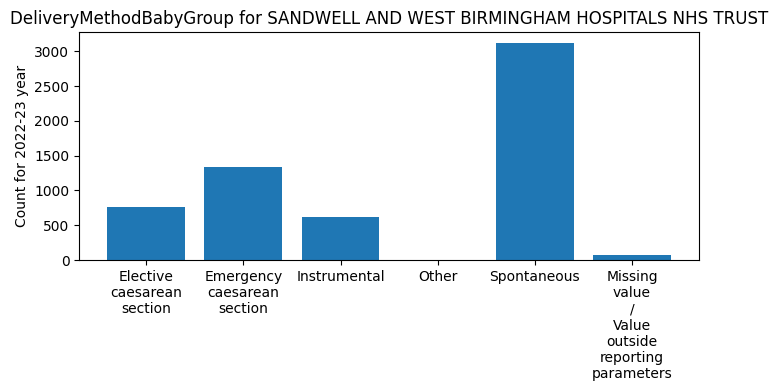 DeliveryMethodBabyGroup for SANDWELL AND WEST BIRMINGHAM HOSPITALS NHS TRUST
Count for 2022-23 year
3000
2500
2000
1500
1000
500
0
Elective
caesarean
section
Emergency
caesarean
section
Instrumental
Other
Spontaneous
Missing
value
/
Value
outside
reporting
parameters